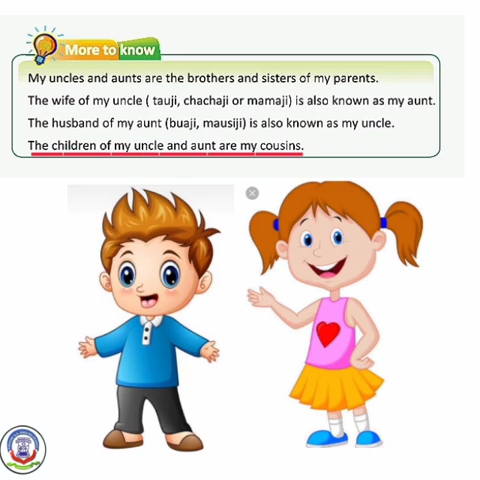 More to know
My uncles and aunts are the brothers and sisters of my parents.
The wife of my uncle ( tauji, chachaji or mamaji) is also known as my aunt.
The husband of my aunt (buaji, mausiji) is also known as my uncle.
The children of my uncle and aunt are my cousins.